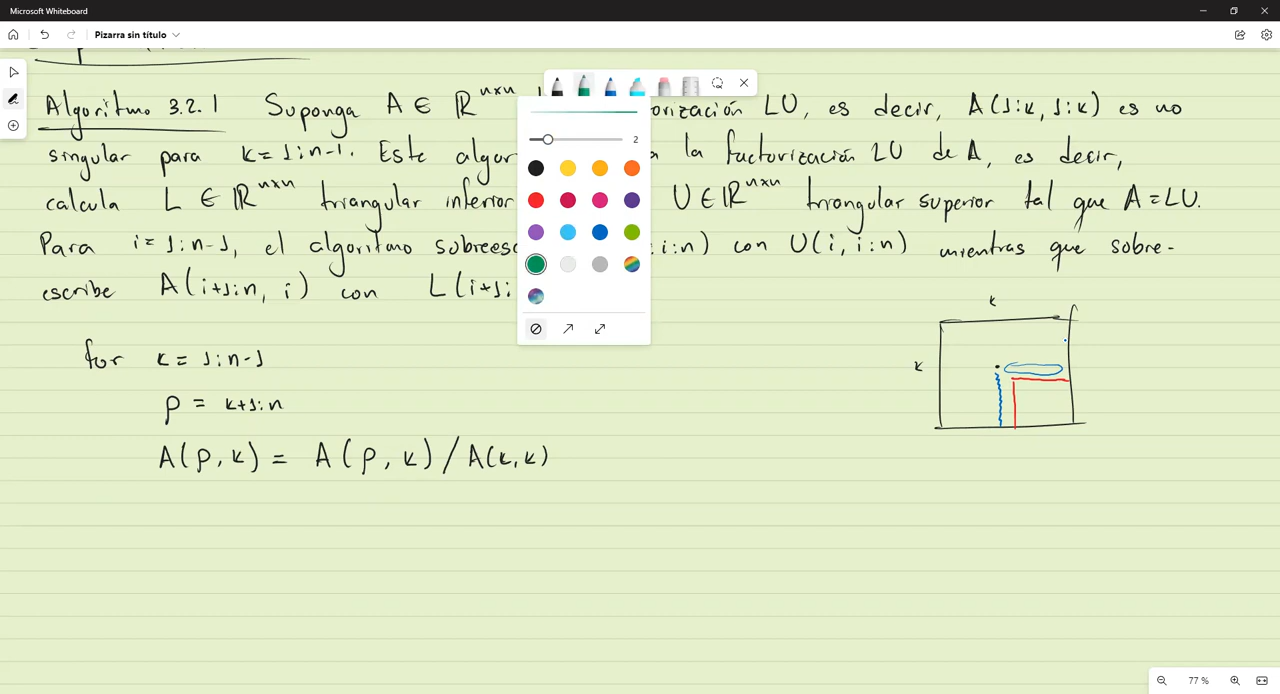 Microsoft Whiteboard
Pizarra sin título
Algoritmo 3.2.1 Suponga A ∈ ℝ^{n×n} orización LU, es decir, A(1:k, 1:k) es no
singular para k = 1:n-1. Este algor la factorización LU de A, es decir,
calcula L ∈ ℝ^{n×n} triangular inferior U ∈ ℝ^{n×n} triangular superior tal que A = LU.
Para i = 1:n-1, el algoritmo sobreesc i:n) con U(i, i:n) mientras que sobre-
escribe A(i+1:n, i) con L(i+1:
2
k
k
for k = 1:n-1
p = k+1:n
A(p, k) = A(p, k) / A(k, k)
77 %